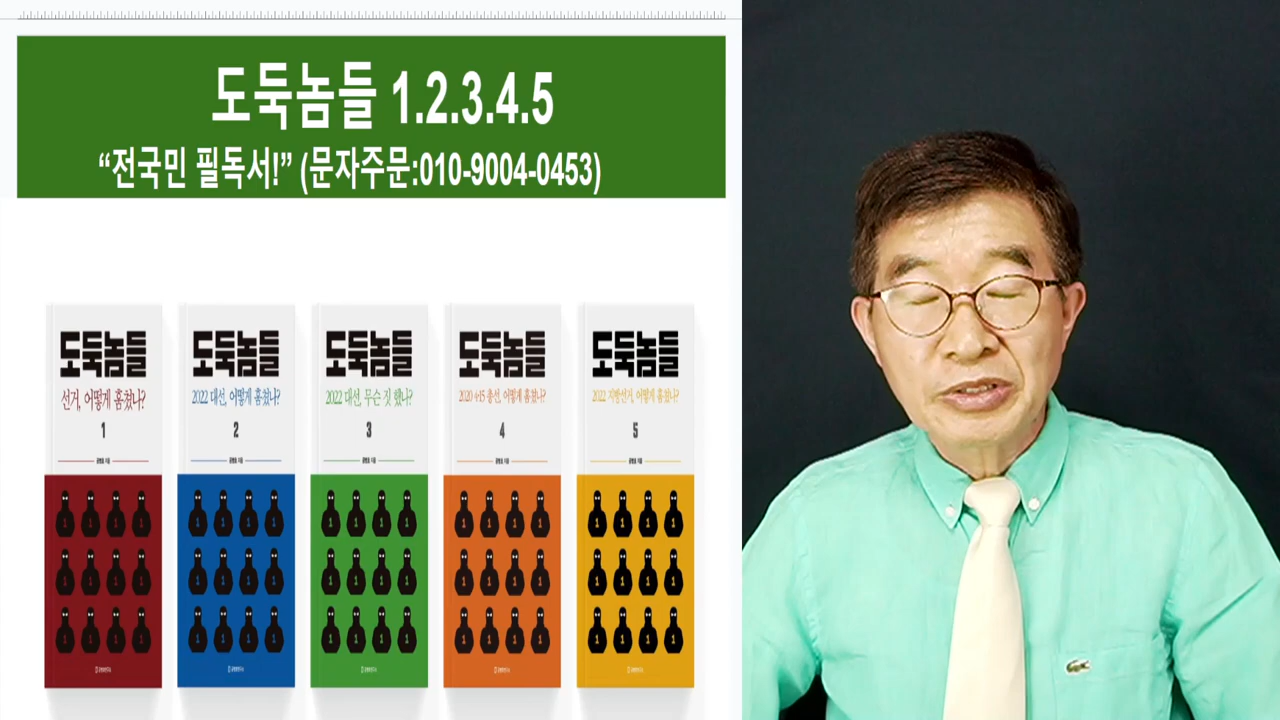 도둑놈들 1.2.3.4.5
“전국민 필독서!” (문자주문:010-9004-0453)
도둑놈들
선거, 어떻게 훔쳤나?
1
도둑놈들
2022 대선, 어떻게 훔쳤나?
2
도둑놈들
2022 대선, 무슨 짓 했나?
3
도둑놈들
2020 4·15 총선, 어떻게 훔쳤나?
4
도둑놈들
2022 지방선거, 어떻게 훔쳤나?
5